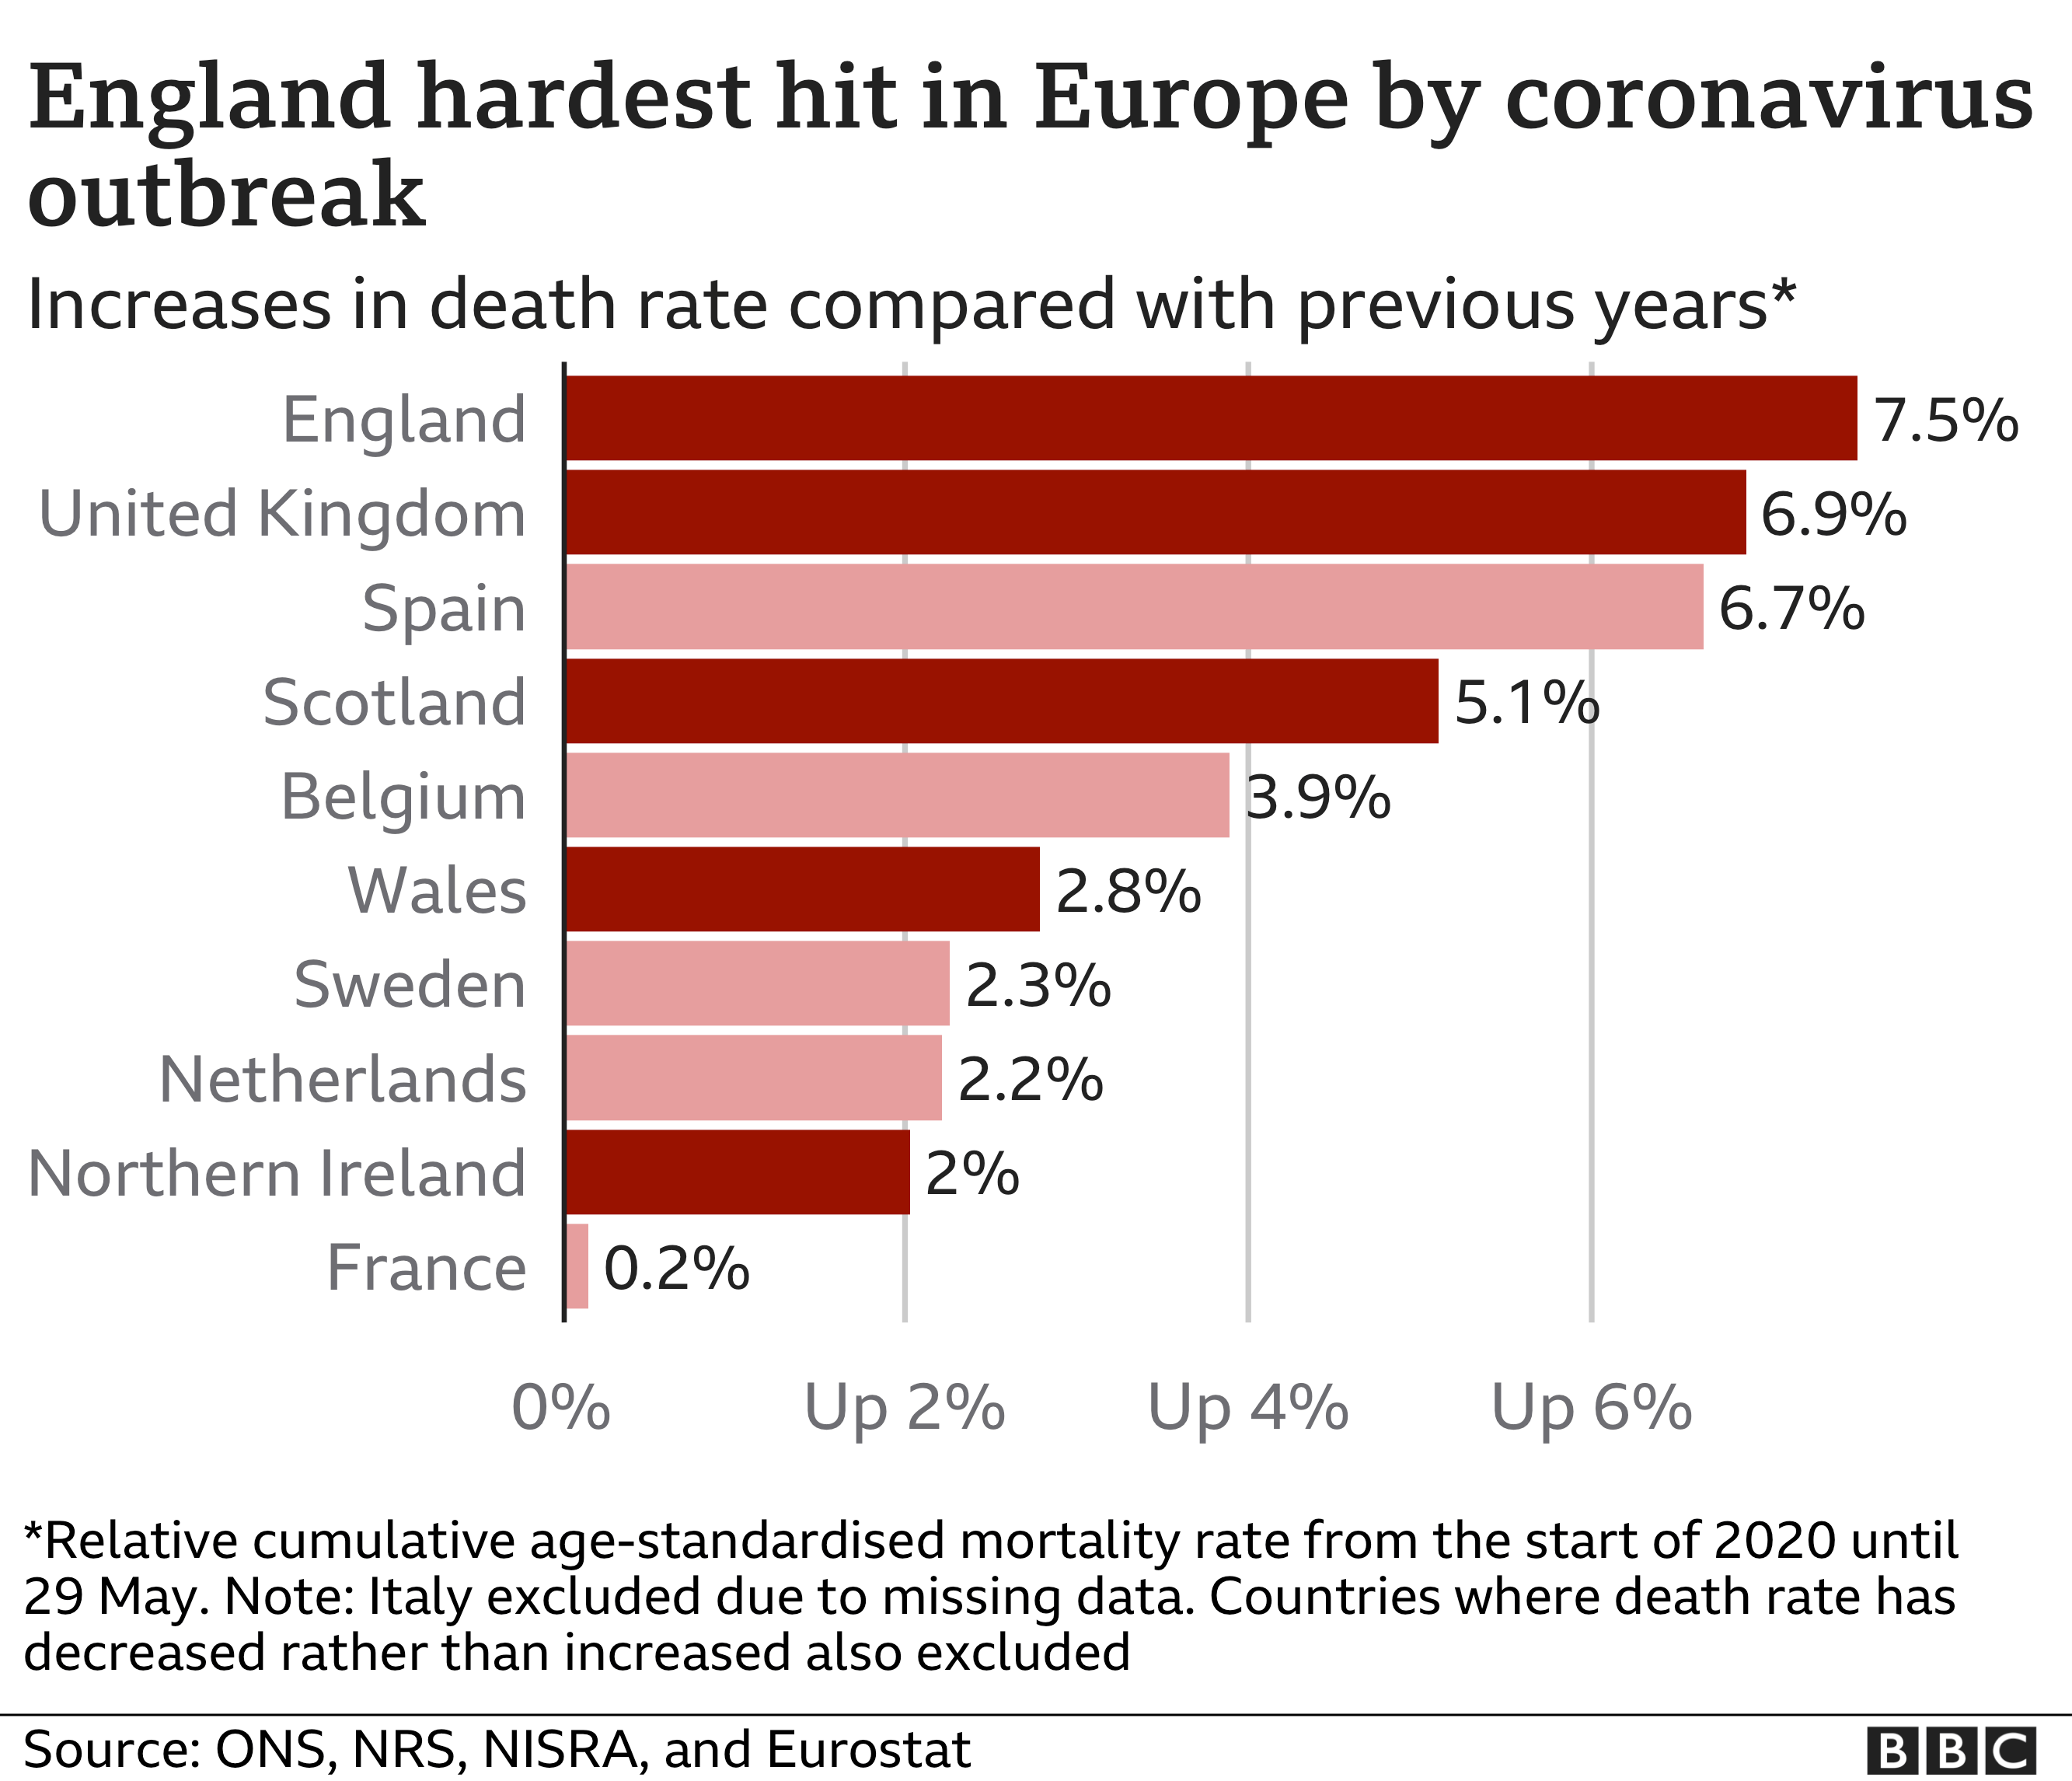 England hardest hit in Europe by coronavirus
outbreak
Increases in death rate compared with previous years*
England 7.5%
United Kingdom 6.9%
Spain 6.7%
Scotland 5.1%
Belgium 3.9%
Wales 2.8%
Sweden 2.3%
Netherlands 2.2%
Northern Ireland 2%
France 0.2%
0% Up 2% Up 4% Up 6%
*Relative cumulative age-standardised mortality rate from the start of 2020 until
29 May. Note: Italy excluded due to missing data. Countries where death rate has
decreased rather than increased also excluded
Source: ONS, NRS, NISRA, and Eurostat BBC